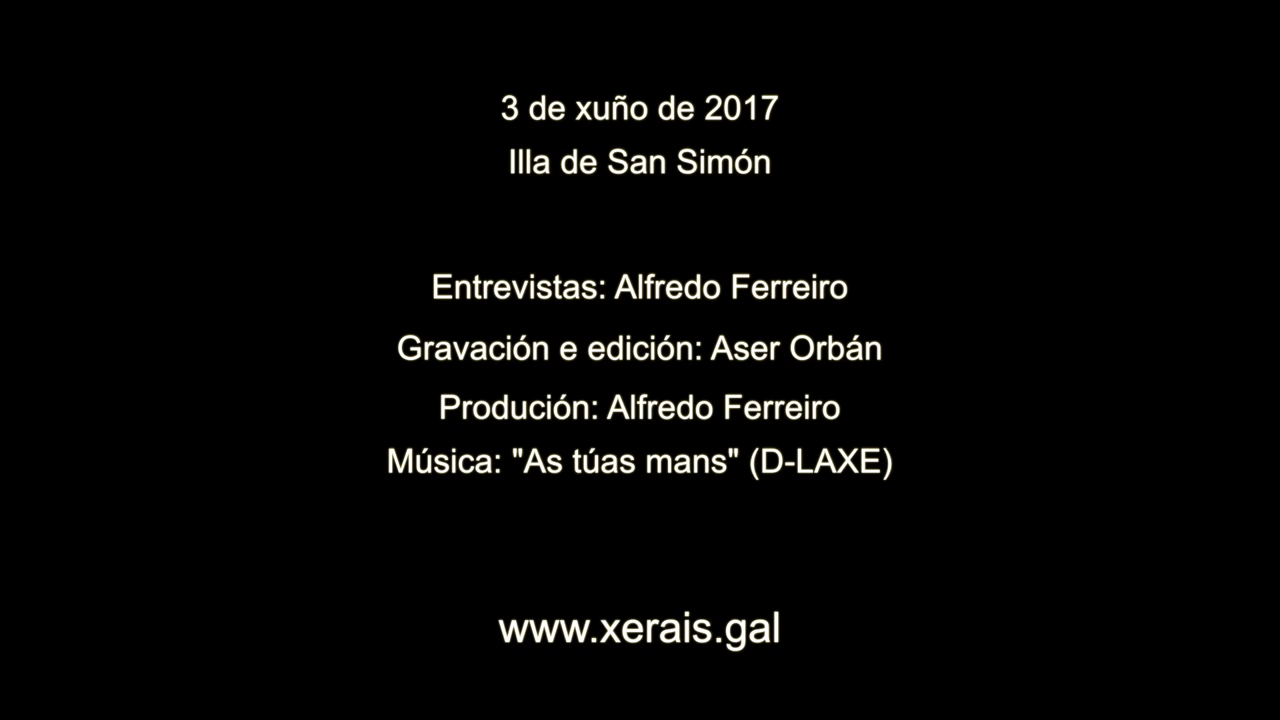 3 de xuño de 2017
Illa de San Simón
Entrevistas: Alfredo Ferreiro
Gravación e edición: Aser Orbán
Produción: Alfredo Ferreiro
Música: "As túas mans" (D-LAXE)
www.xerais.gal